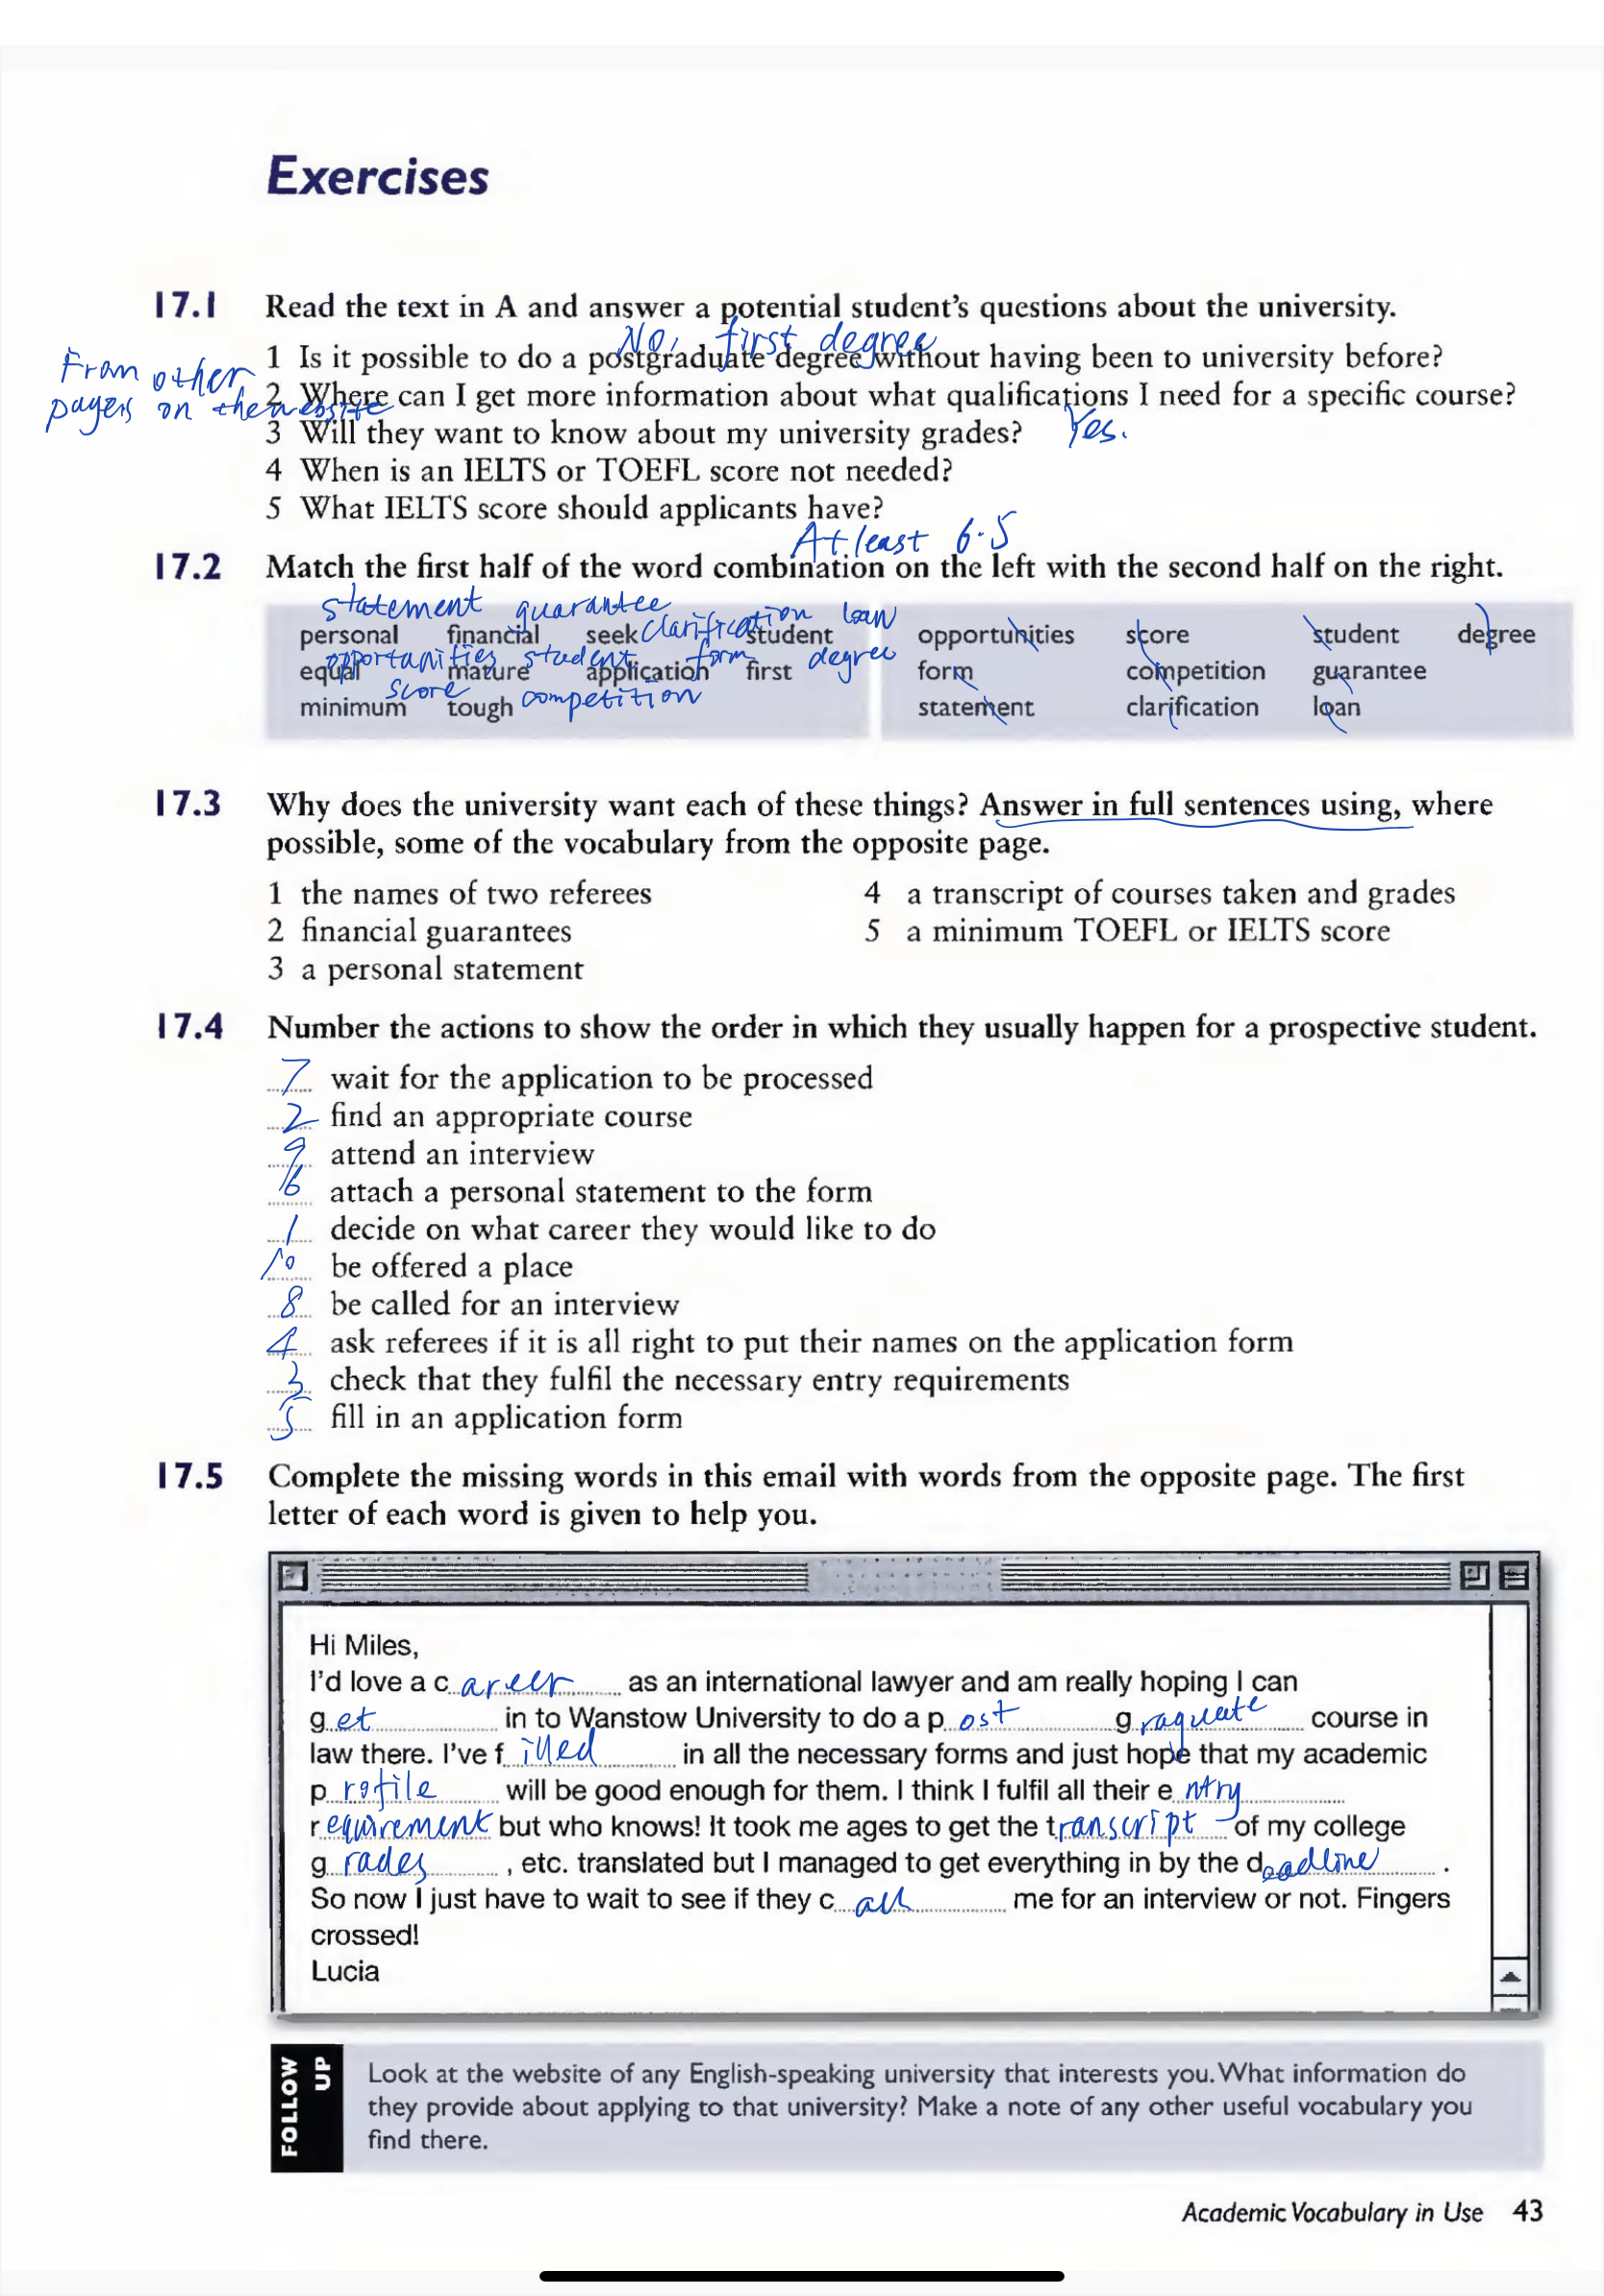 Exercises
17.1 Read the text in A and answer a potential student's questions about the university.
No, first degree
1 Is it possible to do a postgraduate degree without having been to university before?
From other
pages on the website
2 Where can I get more information about what qualifications I need for a specific course?
3 Will they want to know about my university grades? Yes.
4 When is an IELTS or TOEFL score not needed?
5 What IELTS score should applicants have?
At least 6.5
17.2 Match the first half of the word combination on the left with the second half on the right.
statement guarantee clarification loan
personal financial seek student opportunities score student degree
opportunities student form degree
equal mature application first form competition guarantee
score competition
minimum tough statement clarification loan
17.3 Why does the university want each of these things? Answer in full sentences using, where
possible, some of the vocabulary from the opposite page.
1 the names of two referees 4 a transcript of courses taken and grades
2 financial guarantees 5 a minimum TOEFL or IELTS score
3 a personal statement
17.4 Number the actions to show the order in which they usually happen for a prospective student.
7 wait for the application to be processed
2 find an appropriate course
9 attend an interview
6 attach a personal statement to the form
1 decide on what career they would like to do
10 be offered a place
8 be called for an interview
4 ask referees if it is all right to put their names on the application form
3 check that they fulfil the necessary entry requirements
5 fill in an application form
17.5 Complete the missing words in this email with words from the opposite page. The first
letter of each word is given to help you.
Hi Miles,
I'd love a career as an international lawyer and am really hoping I can
get in to Wanstow University to do a post graquate course in
law there. I've filled in all the necessary forms and just hope that my academic
profile will be good enough for them. I think I fulfil all their entry
requirement but who knows! It took me ages to get the transcript of my college
grades, etc. translated but I managed to get everything in by the deadline.
So now I just have to wait to see if they call me for an interview or not. Fingers
crossed!
Lucia
FOLLOW UP
Look at the website of any English-speaking university that interests you. What information do
they provide about applying to that university? Make a note of any other useful vocabulary you
find there.
Academic Vocabulary in Use 43